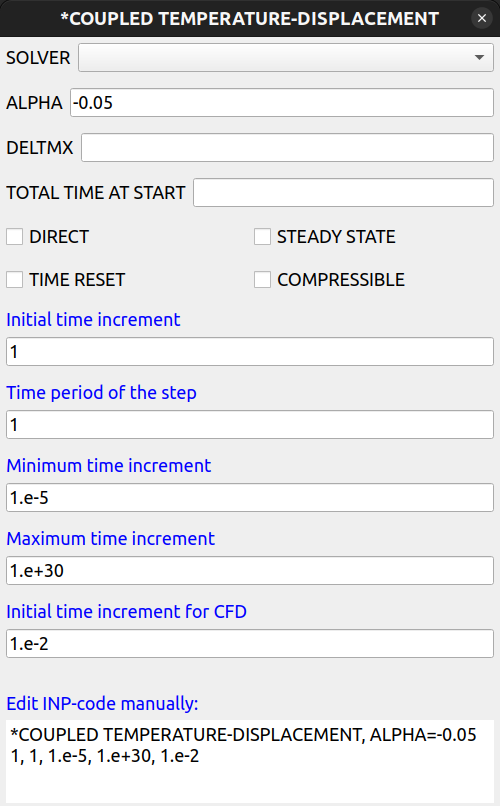 *COUPLED TEMPERATURE-DISPLACEMENT
SOLVER
ALPHA -0.05
DELTMX
TOTAL TIME AT START
DIRECT STEADY STATE
TIME RESET COMPRESSIBLE
Initial time increment
1
Time period of the step
1
Minimum time increment
1.e-5
Maximum time increment
1.e+30
Initial time increment for CFD
1.e-2
Edit INP-code manually:
*COUPLED TEMPERATURE-DISPLACEMENT, ALPHA=-0.05
1, 1, 1.e-5, 1.e+30, 1.e-2